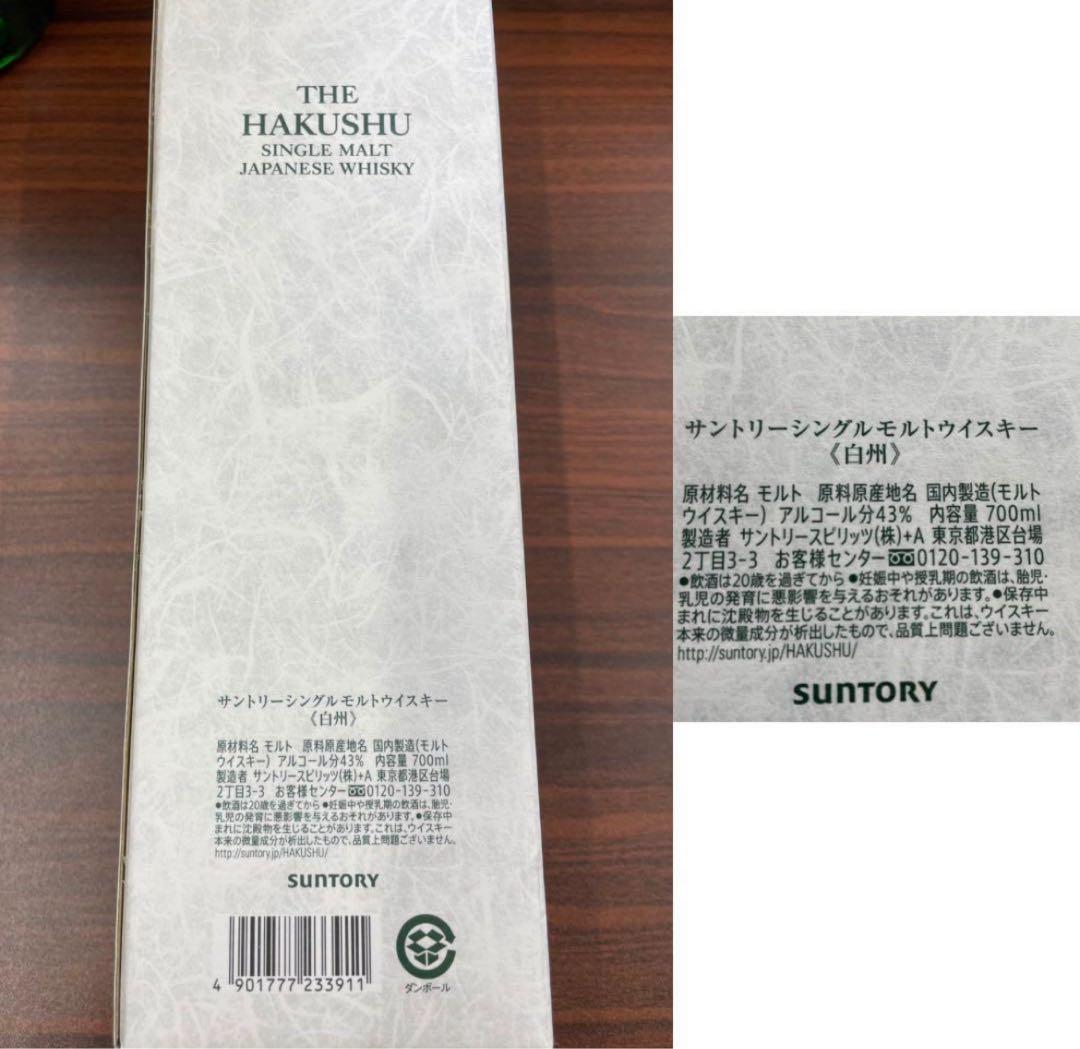 THE
HAKUSHU
SINGLE MALT
JAPANESE WHISKY
サントリーシングルモルトウイスキー
《白州》
原材料名 モルト 原料原産地名 国内製造(モルト
ウイスキー) アルコール分43% 内容量 700ml
製造者 サントリースピリッツ(株)+A 東京都港区台場
2丁目3-3 お客様センター 0120-139-310
●飲酒は20歳を過ぎてから ●妊娠中や授乳期の飲酒は、胎児・
乳児の発育に悪影響を与えるおそれがあります。●保存中
まれに沈殿物を生じることがあります。これは、ウイスキー
本来の微量成分が析出したもので、品質上問題ございません。
http://suntory.jp/HAKUSHU/
SUNTORY
4 901777 233911
ダンボール
サントリーシングルモルトウイスキー
《白州》
原材料名 モルト 原料原産地名 国内製造(モルト
ウイスキー) アルコール分43% 内容量 700ml
製造者 サントリースピリッツ(株)+A 東京都港区台場
2丁目3-3 お客様センター 0120-139-310
●飲酒は20歳を過ぎてから ●妊娠中や授乳期の飲酒は、胎児・
乳児の発育に悪影響を与えるおそれがあります。●保存中
まれに沈殿物を生じることがあります。これは、ウイスキー
本来の微量成分が析出したもので、品質上問題ございません。
http://suntory.jp/HAKUSHU/
SUNTORY